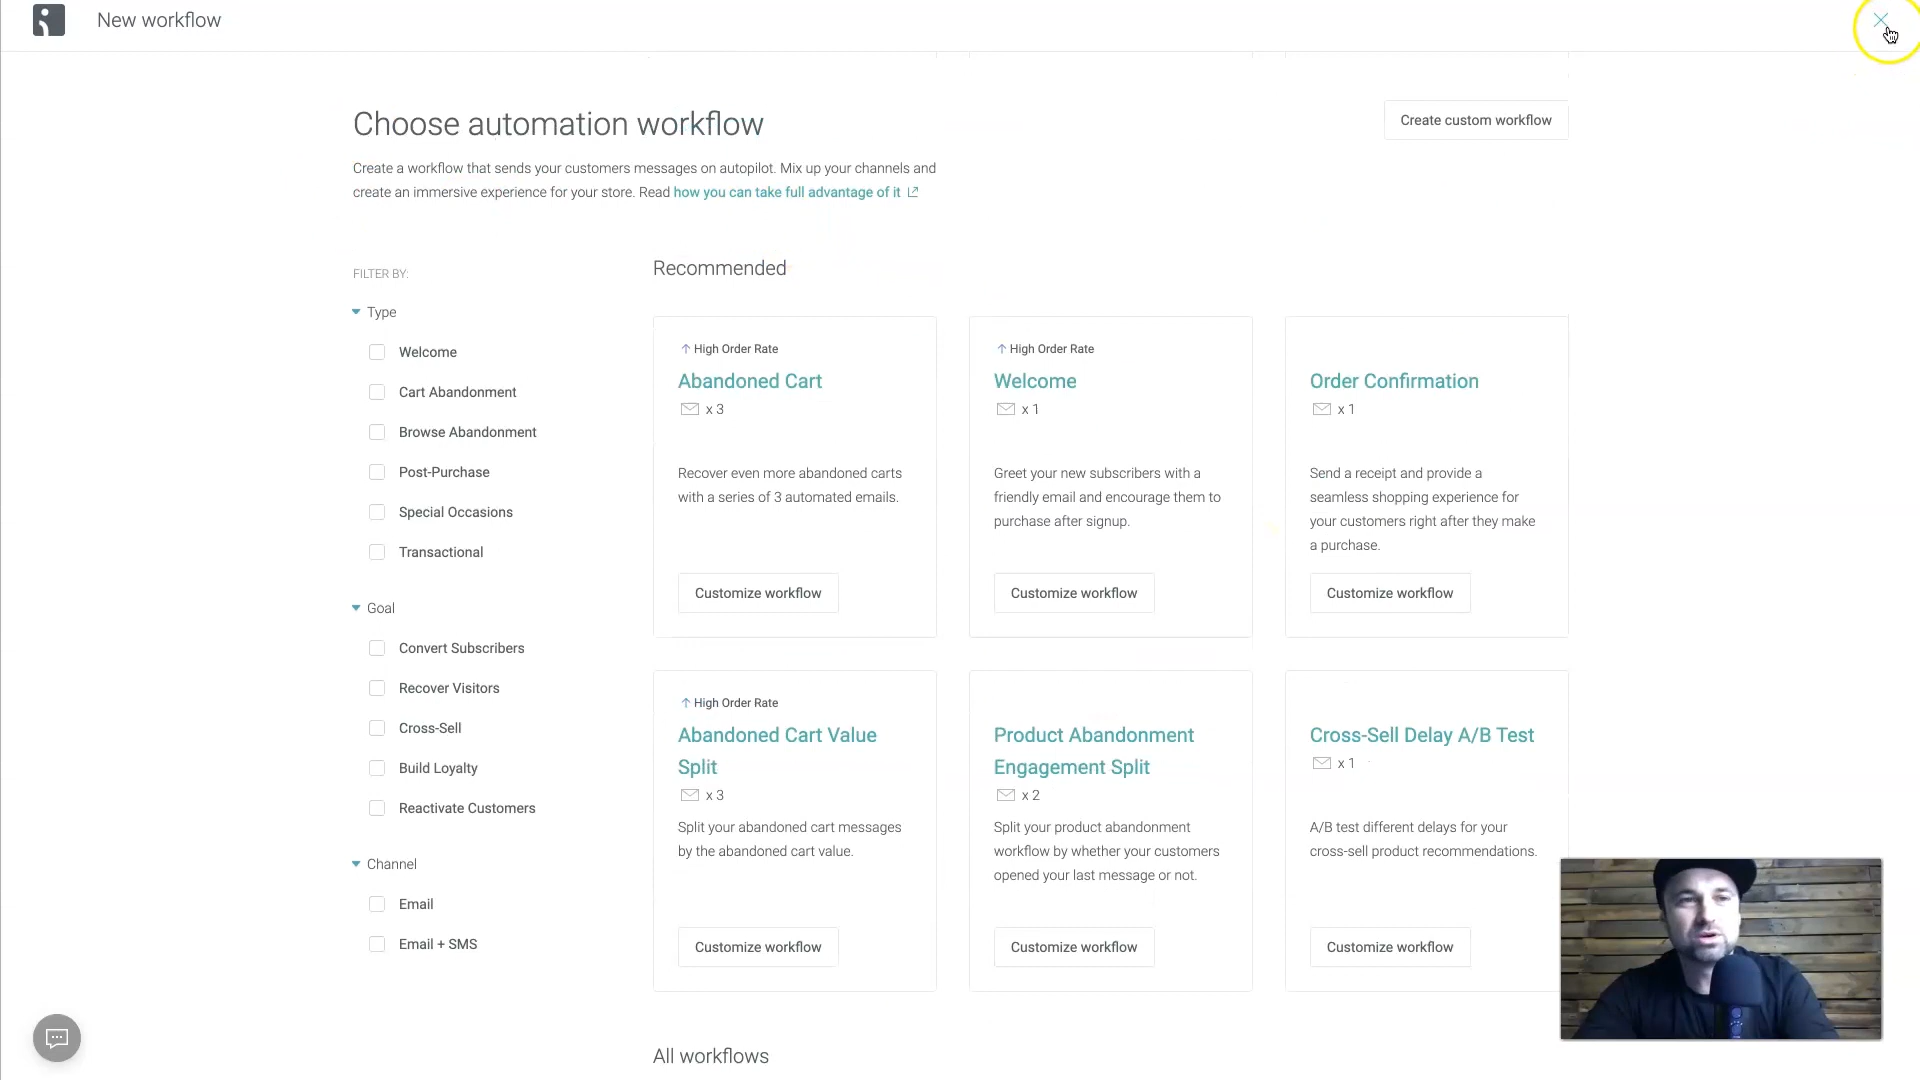 New workflow
Choose automation workflow
Create custom workflow
Create a workflow that sends your customers messages on autopilot. Mix up your channels and
create an immersive experience for your store. Read how you can take full advantage of it
FILTER BY:
Type
Welcome
Cart Abandonment
Browse Abandonment
Post-Purchase
Special Occasions
Transactional
Goal
Convert Subscribers
Recover Visitors
Cross-Sell
Build Loyalty
Reactivate Customers
Channel
Email
Email + SMS
Recommended
High Order Rate
Abandoned Cart
x 3
Recover even more abandoned carts
with a series of 3 automated emails.
Customize workflow
High Order Rate
Welcome
x 1
Greet your new subscribers with a
friendly email and encourage them to
purchase after signup.
Customize workflow
Order Confirmation
x 1
Send a receipt and provide a
seamless shopping experience for
your customers right after they make
a purchase.
Customize workflow
High Order Rate
Abandoned Cart Value
Split
x 3
Split your abandoned cart messages
by the abandoned cart value.
Customize workflow
Product Abandonment
Engagement Split
x 2
Split your product abandonment
workflow by whether your customers
opened your last message or not.
Customize workflow
Cross-Sell Delay A/B Test
x 1
A/B test different delays for your
cross-sell product recommendations.
Customize workflow
All workflows